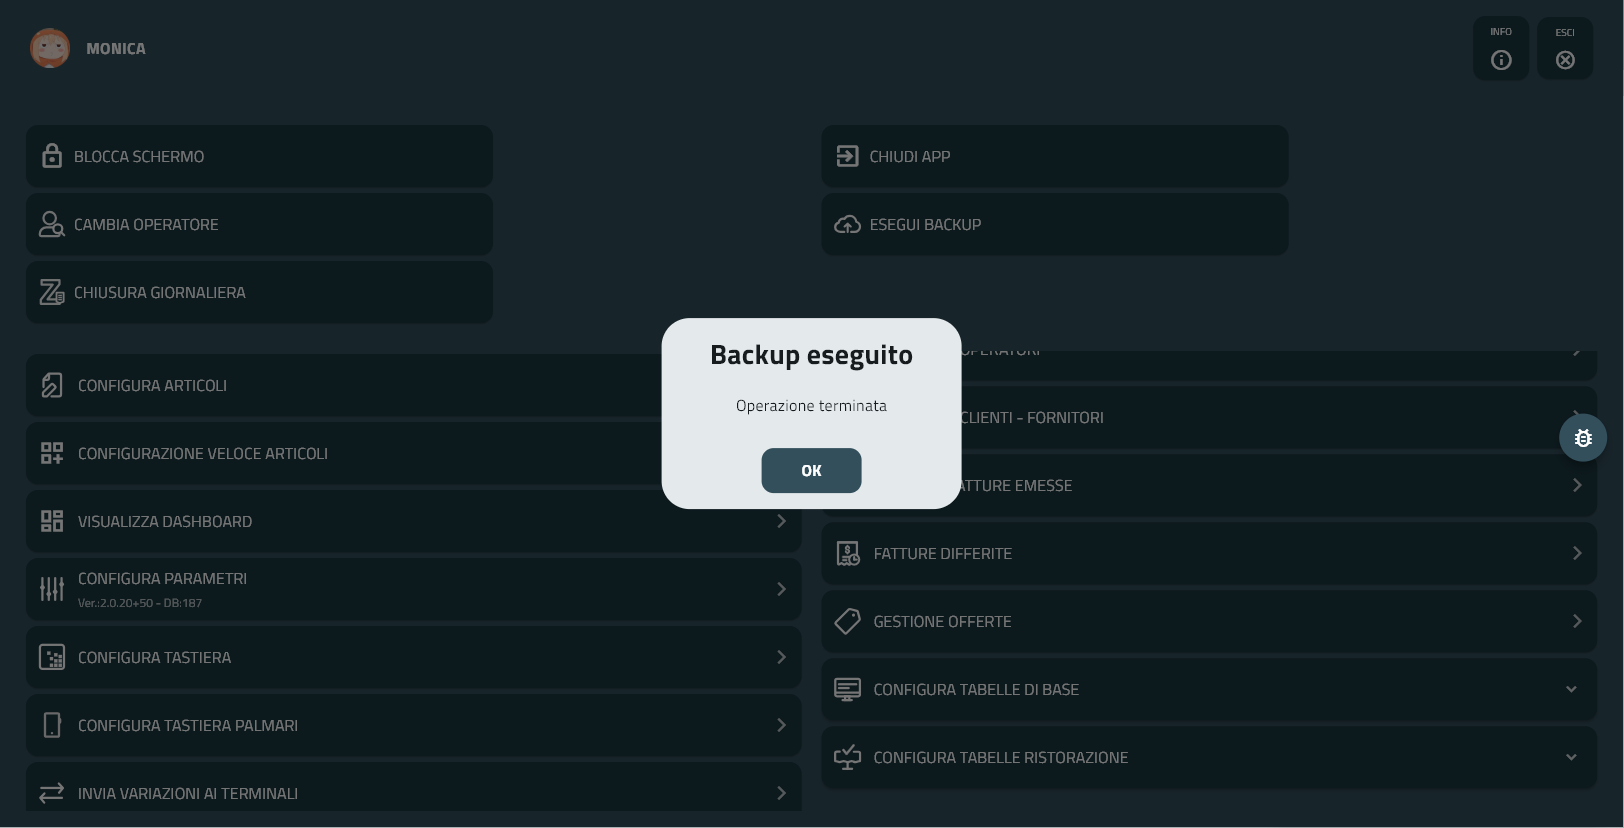 MONICA
INFO
ESCI
BLOCCA SCHERMO
CAMBIA OPERATORE
CHIUSURA GIORNALIERA
CHIUDI APP
ESEGUI BACKUP
Backup eseguito
Operazione terminata
OK
CONFIGURA ARTICOLI
CONFIGURAZIONE VELOCE ARTICOLI
VISUALIZZA DASHBOARD
CONFIGURA PARAMETRI
Ver.:2.0.20+50 - DB:187
CONFIGURA TASTIERA
CONFIGURA TASTIERA PALMARI
INVIA VARIAZIONI AI TERMINALI
OPERATORI
CLIENTI - FORNITORI
ATTURE EMESSE
FATTURE DIFFERITE
GESTIONE OFFERTE
CONFIGURA TABELLE DI BASE
CONFIGURA TABELLE RISTORAZIONE